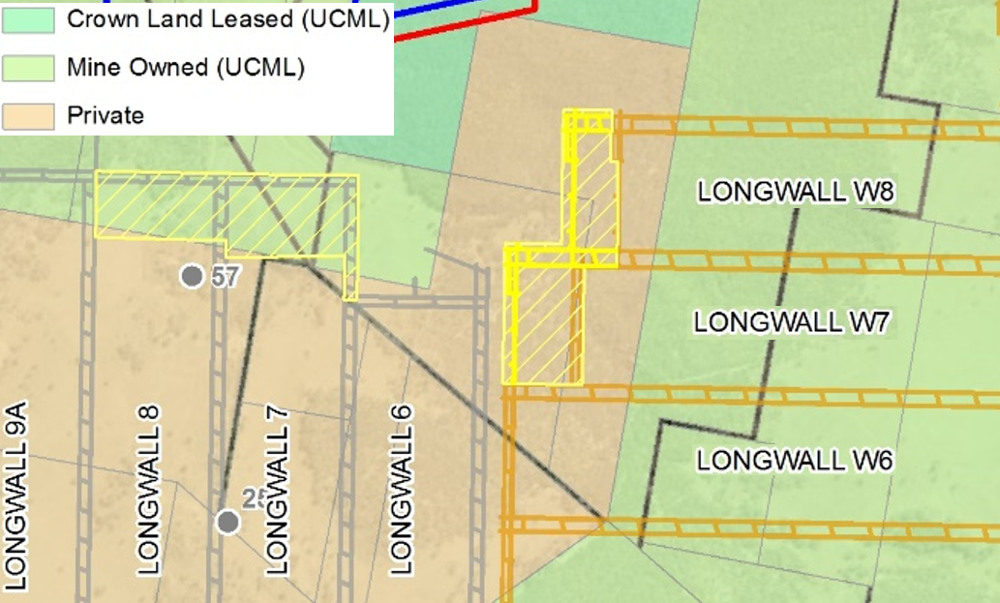 Crown Land Leased (UCML)
Mine Owned (UCML)
Private
LONGWALL W8
57
LONGWALL W7
LONGWALL 9A
LONGWALL 8
LONGWALL 7
LONGWALL 6
LONGWALL W6
25